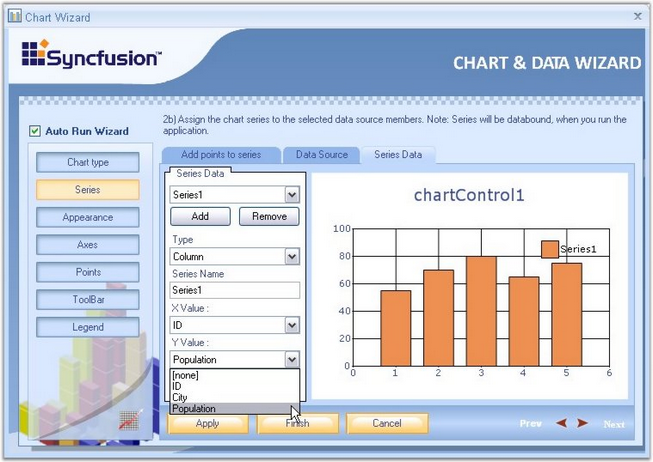 Chart Wizard
Syncfusion™
CHART & DATA WIZARD
2b) Assign the chart series to the selected data source members. Note: Series will be databound, when you run the
application.
Auto Run Wizard
Chart type
Series
Appearance
Axes
Points
ToolBar
Legend
Add points to series
Data Source
Series Data
Series Data
Series1
Add
Remove
Type
Column
Series Name
Series1
X Value :
ID
Y Value :
Population
[none]
ID
City
Population
chartControl1
Series1
100
80
60
40
20
0
0 1 2 3 4 5 6
Apply
Finish
Cancel
Prev
Next